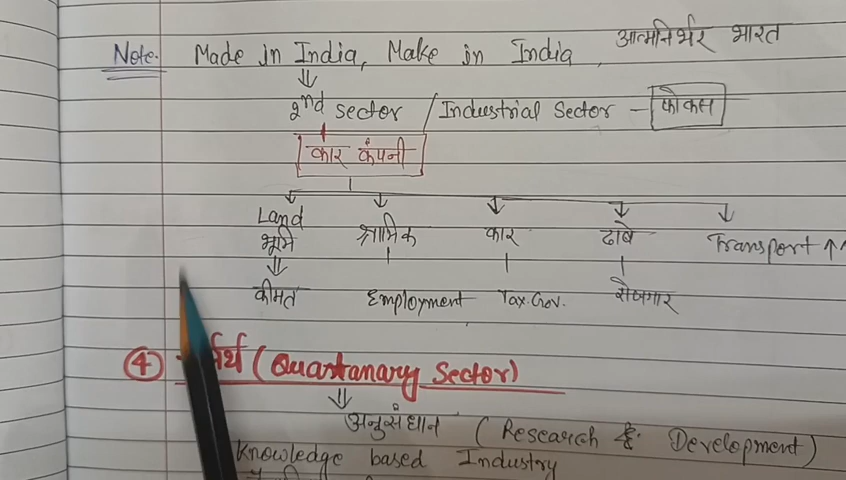 Note. Made in India, Make in India, आत्मनिर्भर भारत
2nd sector / Industrial Sector - फोकस
कार कंपनी
Land श्रामिक कार ढाबे Transport ↑↑
भूमि
कीमत Employment Tax. Gov. रोजगार
④ (Quartanary Sector)
अनुसंधान (Research & Development)
Knowledge based Industry